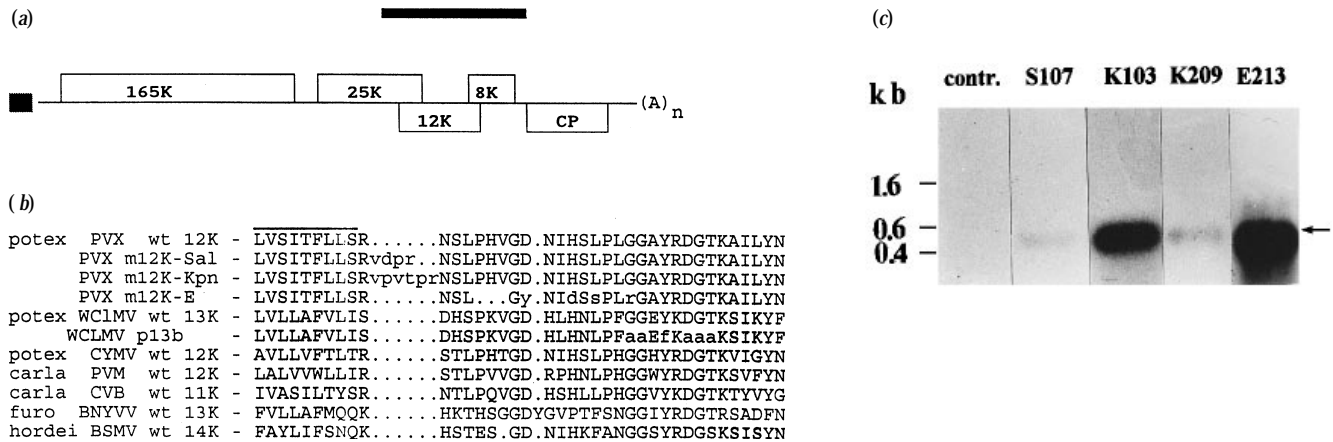 (a)
165K 25K 8K (A)n
12K CP
(b)
potex PVX wt 12K - LVSITFLLSR......NSLPHVGD.NIHSLPLGGAYRDGTKAILYN
PVX m12K-Sal - LVSITFLLSRvdpr..NSLPHVGD.NIHSLPLGGAYRDGTKAILYN
PVX m12K-Kpn - LVSITFLLSRvpvtprNSLPHVGD.NIHSLPLGGAYRDGTKAILYN
PVX m12K-E - LVSITFLLSR......NSL...Gy.NIdSsPLrGAYRDGTKAILYN
potex WClMV wt 13K - LVLLAFVLIS......DHSPKVGD.HLHNLPFGGEYKDGTKSIKYF
WCLMV p13b - LVLLAFVLIS......DHSPKVGD.HLHNLPFaaEfKaaaKSIKYF
potex CYMV wt 12K - AVLLVFTLTR......STLPHTGD.NIHSLPHGGHYRDGTKVIGYN
carla PVM wt 12K - LALVVWLLIR......STLPVVGD.RPHNLPHGGWYRDGTKSVFYN
carla CVB wt 11K - IVASILTYSR......NTLPQVGD.HSHLLPHGGVYKDGTKTYVYG
furo BNYVV wt 13K - FVLLAFMQQK......HKTHSGGDYGVPTFSNGGIYRDGTRSADFN
hordei BSMV wt 14K - FAYLIFSNQK......HSTES.GD.NIHKFANGGSYRDGSKSISYN
(c)
contr. S107 K103 K209 E213
kb
1.6
0.6
0.4